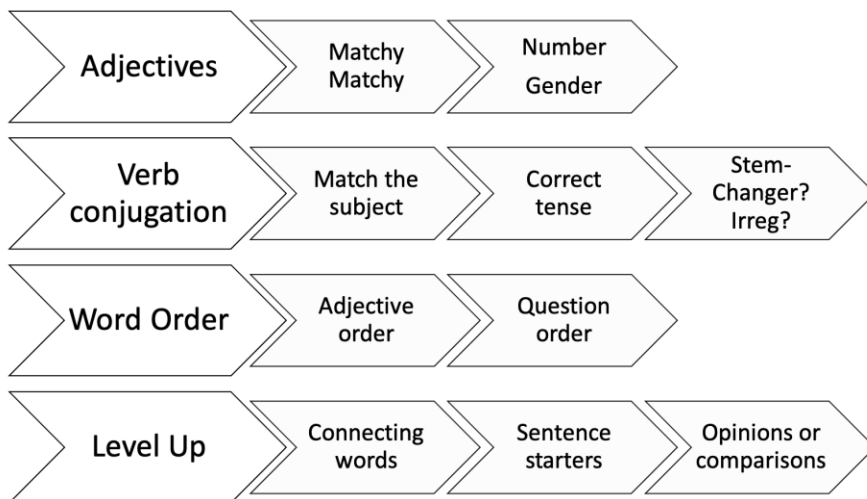 Adjectives
Matchy
Matchy
Number
Gender
Verb
conjugation
Match the
subject
Correct
tense
Stem-
Changer?
Irreg?
Word Order
Adjective
order
Question
order
Level Up
Connecting
words
Sentence
starters
Opinions or
comparisons